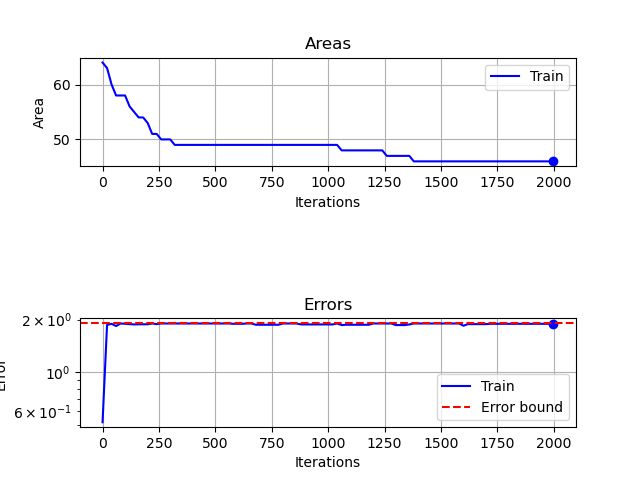 Areas
60
50
Area
Train
0 250 500 750 1000 1250 1500 1750 2000
Iterations
Errors
2 × 10⁰
10⁰
6 × 10⁻¹
Error
Train
Error bound
0 250 500 750 1000 1250 1500 1750 2000
Iterations